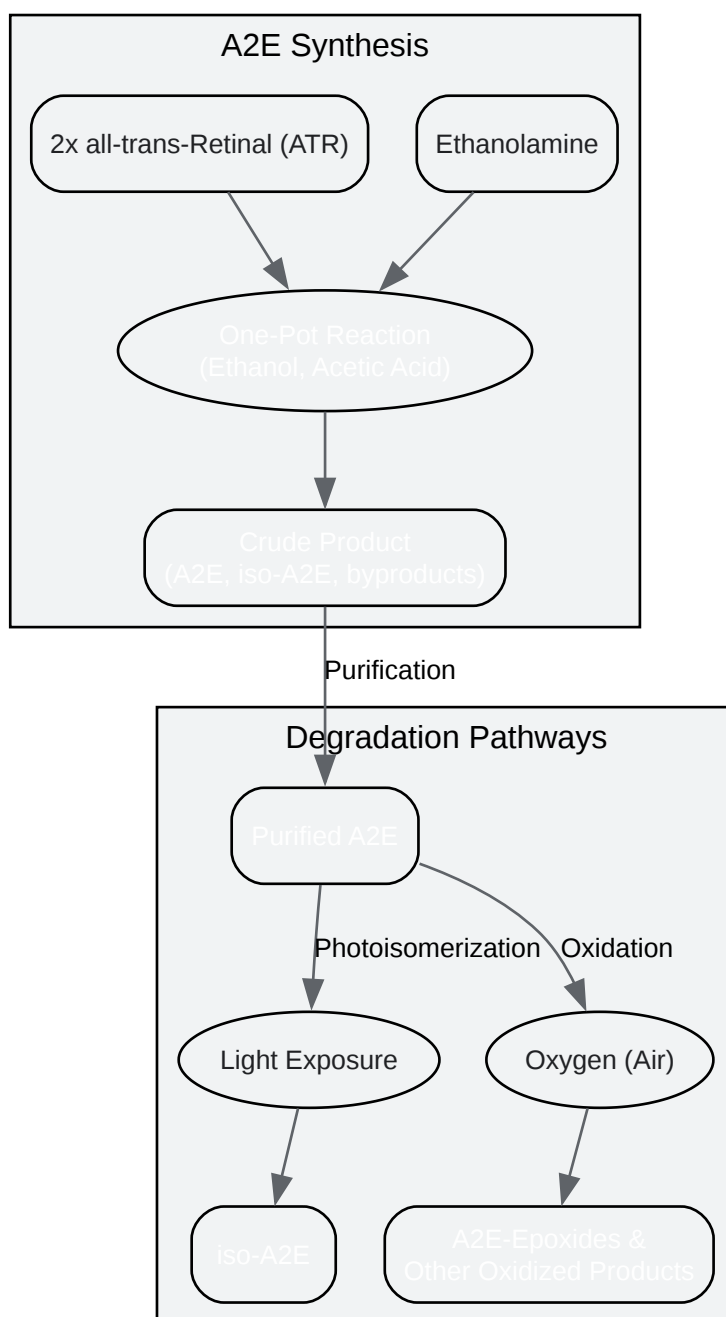 A2E Synthesis
2x all-trans-Retinal (ATR)
Ethanolamine
One-Pot Reaction
(Ethanol, Acetic Acid)
Crude Product
(A2E, iso-A2E, byproducts)
Purification
Degradation Pathways
Purified A2E
Photoisomerization
Oxidation
Light Exposure
Oxygen (Air)
iso-A2E
A2E-Epoxides &
Other Oxidized Products